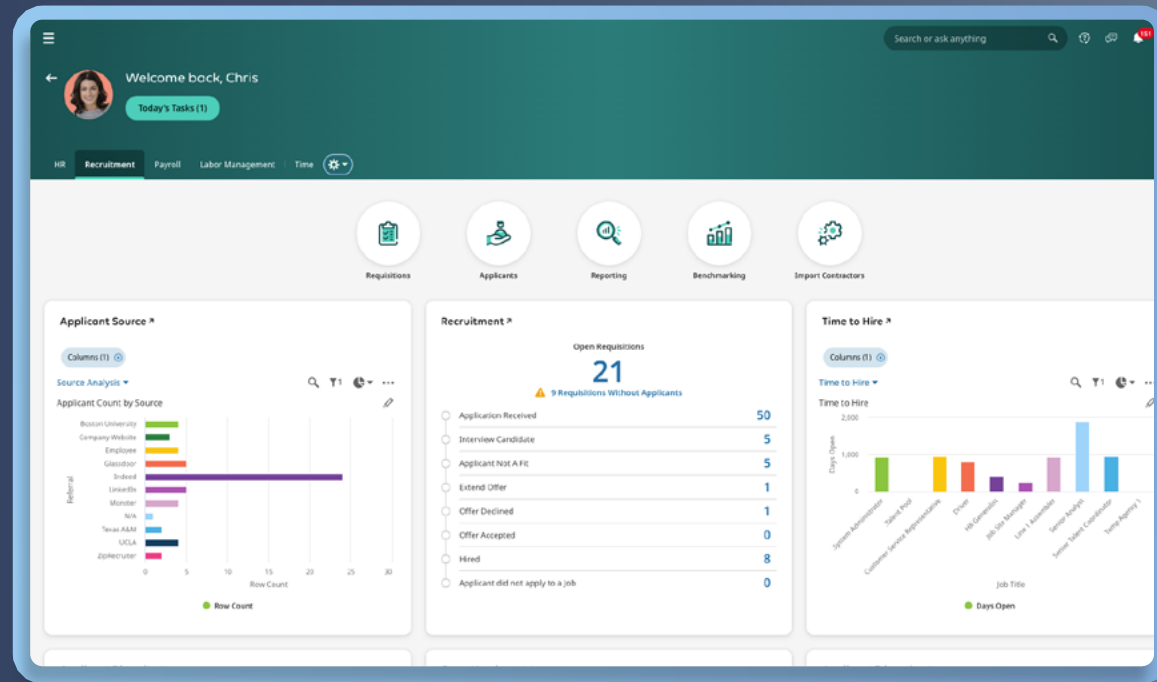 Search or ask anything
151
Welcome back, Chris
Today's Tasks (1)
HR
Recruitment
Payroll
Labor Management
Time
Requisitions
Applicants
Reporting
Benchmarking
Import Contractors
Applicant Source
Columns (1)
Source Analysis
1
Applicant Count by Source
Referral
Boston University
Company Website
Employee
Glassdoor
Indeed
LinkedIn
Monster
N/A
Texas A&M
UCLA
ZipRecruiter
0 5 10 15 20 25 30
Row Count
Row Count
Recruitment
Open Requisitions
21
9 Requisitions Without Applicants
Application Received 50
Interview Candidate 5
Applicant Not A Fit 5
Extend Offer 1
Offer Declined 1
Offer Accepted 0
Hired 8
Applicant did not apply to a job 0
Time to Hire
Columns (1)
Time to Hire
1
Time to Hire
Days Open
2,000
1,000
0
System Administrator
Talent Pool
Customer Service Representative
Driver
HR Generalist
Job Site Manager
Line 1 Assembler
Senior Analyst
Senior Talent Coordinator
Temp Agency 1
Job Title
Days Open